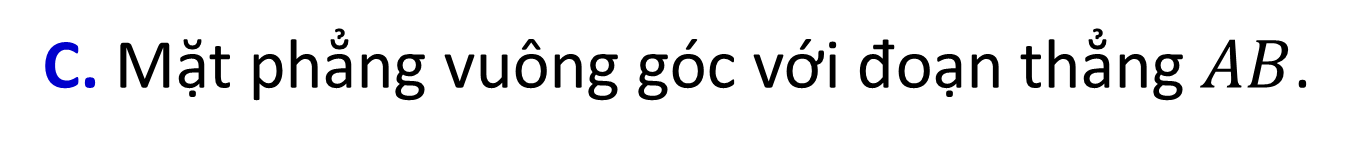 C. Mặt phẳng vuông góc với đoạn thẳng AB.